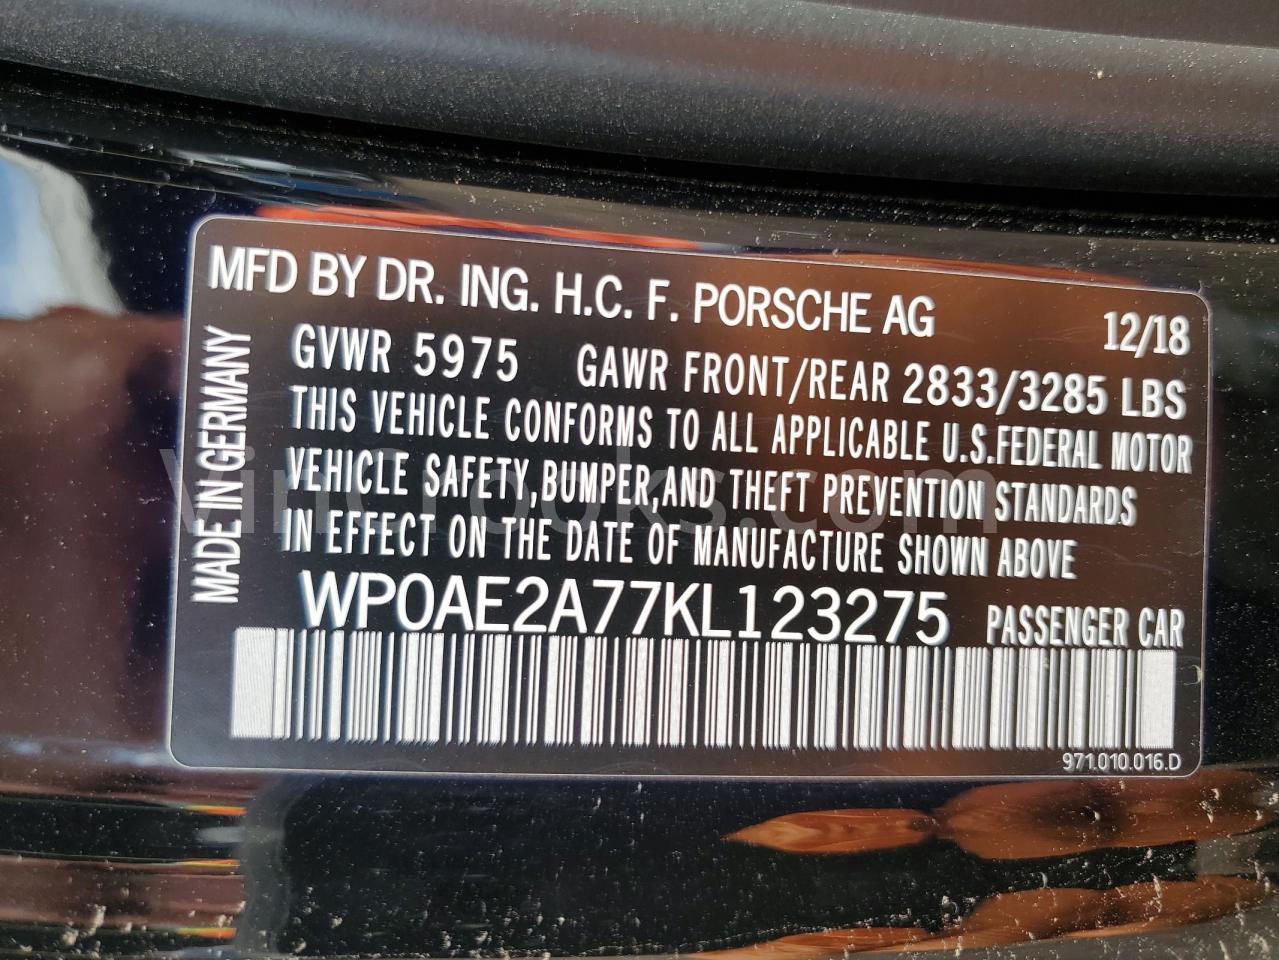 MFD BY DR. ING. H.C. F. PORSCHE AG 12/18
GVWR 5975 GAWR FRONT/REAR 2833/3285 LBS
THIS VEHICLE CONFORMS TO ALL APPLICABLE U.S.FEDERAL MOTOR
VEHICLE SAFETY,BUMPER,AND THEFT PREVENTION STANDARDS
IN EFFECT ON THE DATE OF MANUFACTURE SHOWN ABOVE
WP0AE2A77KL123275 PASSENGER CAR
971.010.016.D
MADE IN GERMANY